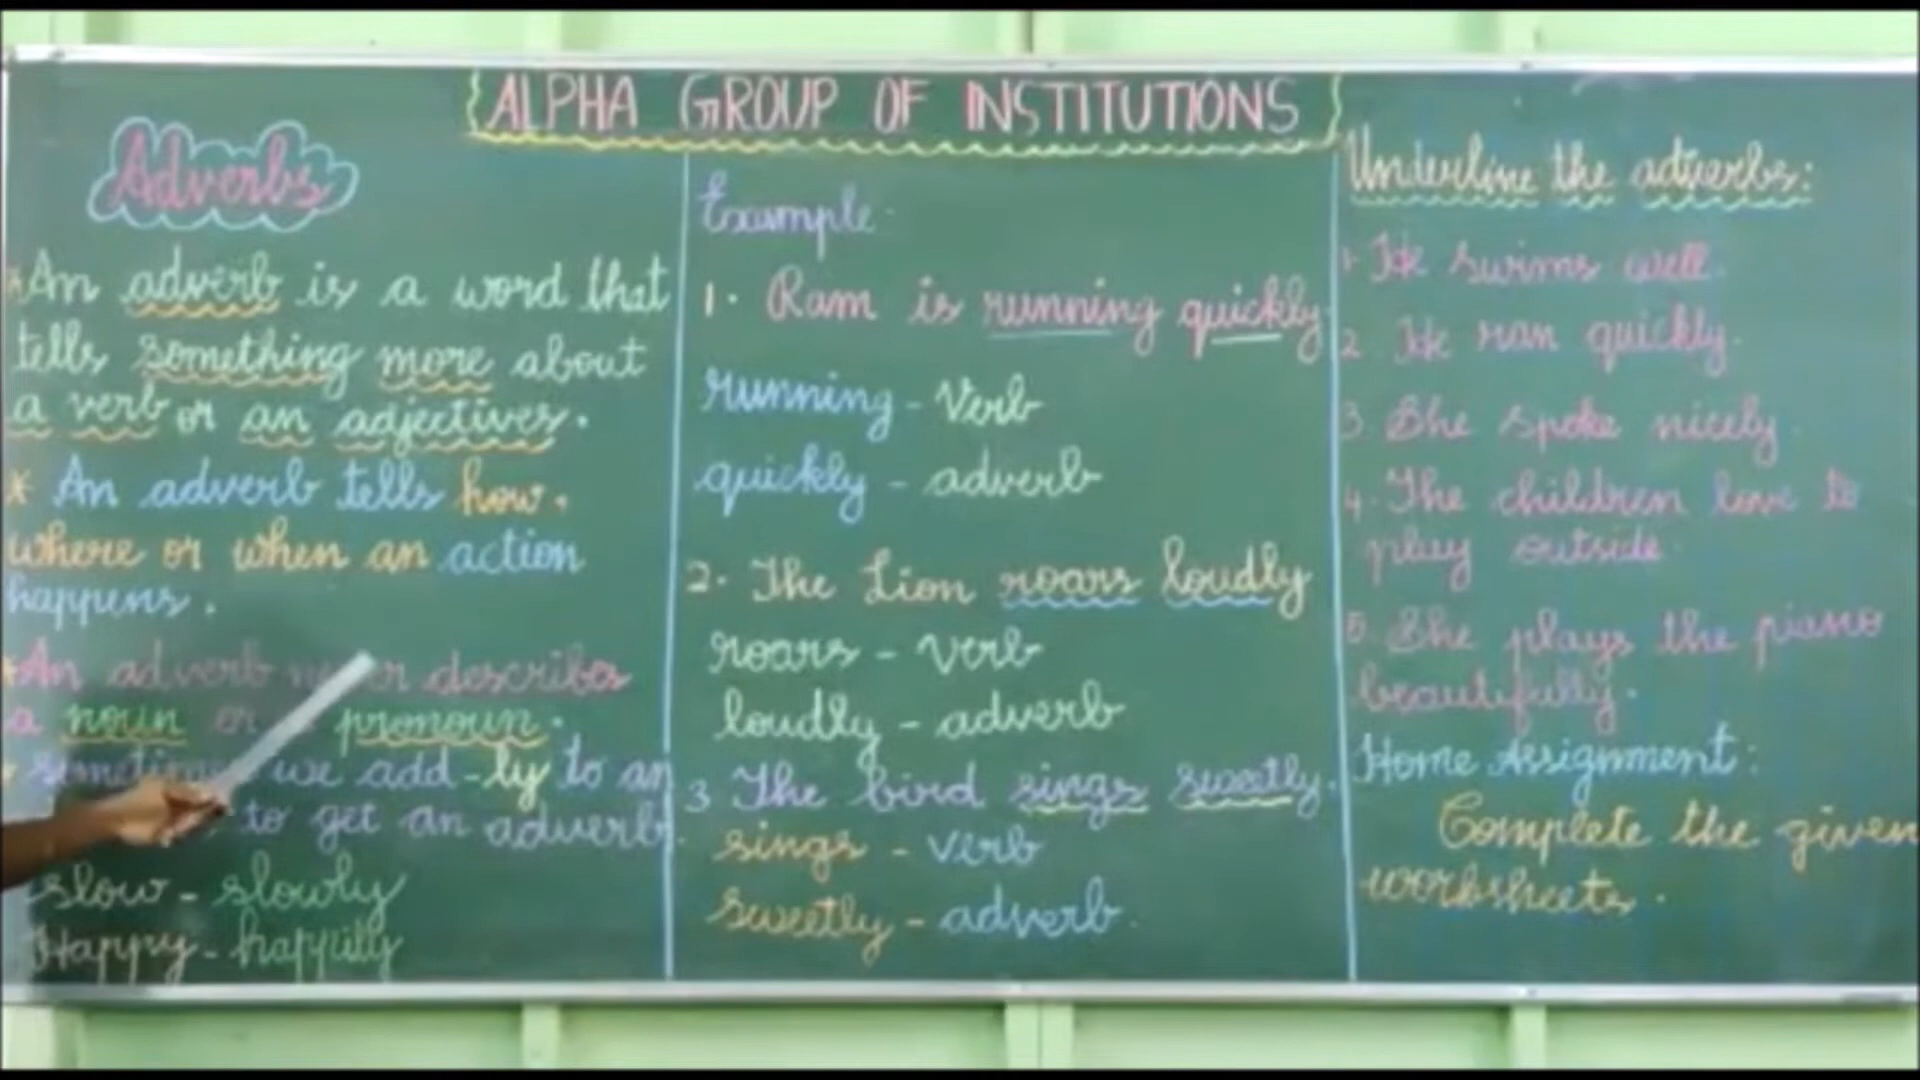 ALPHA GROUP OF INSTITUTIONS
Adverbs
* An adverb is a word that
tells something more about
a verb or an adjectives.
* An adverb tells how,
where or when an action
happens.
* An adverb describes
a noun or pronoun.
we add -ly to an
to get an adverb.
slow - slowly
Happy - happily
Example.
1. Ram is running quickly
running - Verb
quickly - adverb
2. The Lion roars loudly
roars - verb
loudly - adverb
3 The bird sings sweetly.
sings - verb
sweetly - adverb.
Underline the adverbs:
1. He swims well.
2. He ran quickly.
3. She spoke nicely.
4. The children love to
play outside.
5. She plays the piano
beautifully.
Home Assignment:
Complete the given
worksheets.